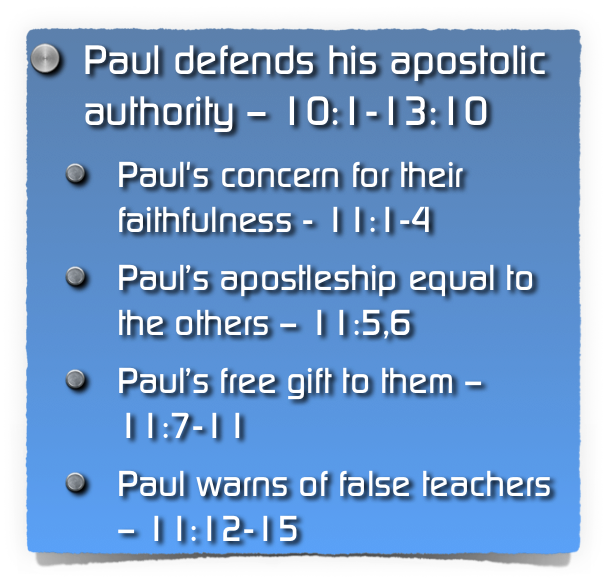 Paul defends his apostolic
authority – 10:1-13:10
Paul's concern for their
faithfulness - 11:1-4
Paul’s apostleship equal to
the others – 11:5,6
Paul’s free gift to them –
11:7-11
Paul warns of false teachers
– 11:12-15